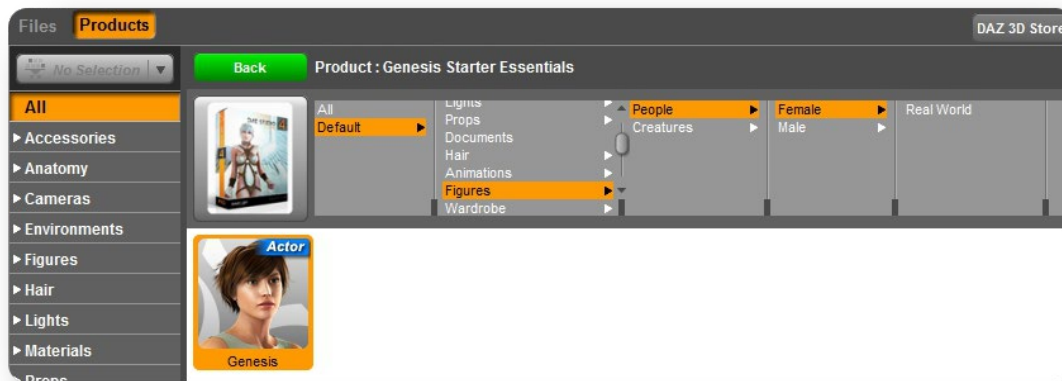 Files Products
DAZ 3D Store
No Selection
Back
Product : Genesis Starter Essentials
All
Accessories
Anatomy
Cameras
Environments
Figures
Hair
Lights
Materials
Props
All
Default
Lights
Props
Documents
Hair
Animations
Figures
Wardrobe
People
Creatures
Female
Male
Real World
Actor
Genesis